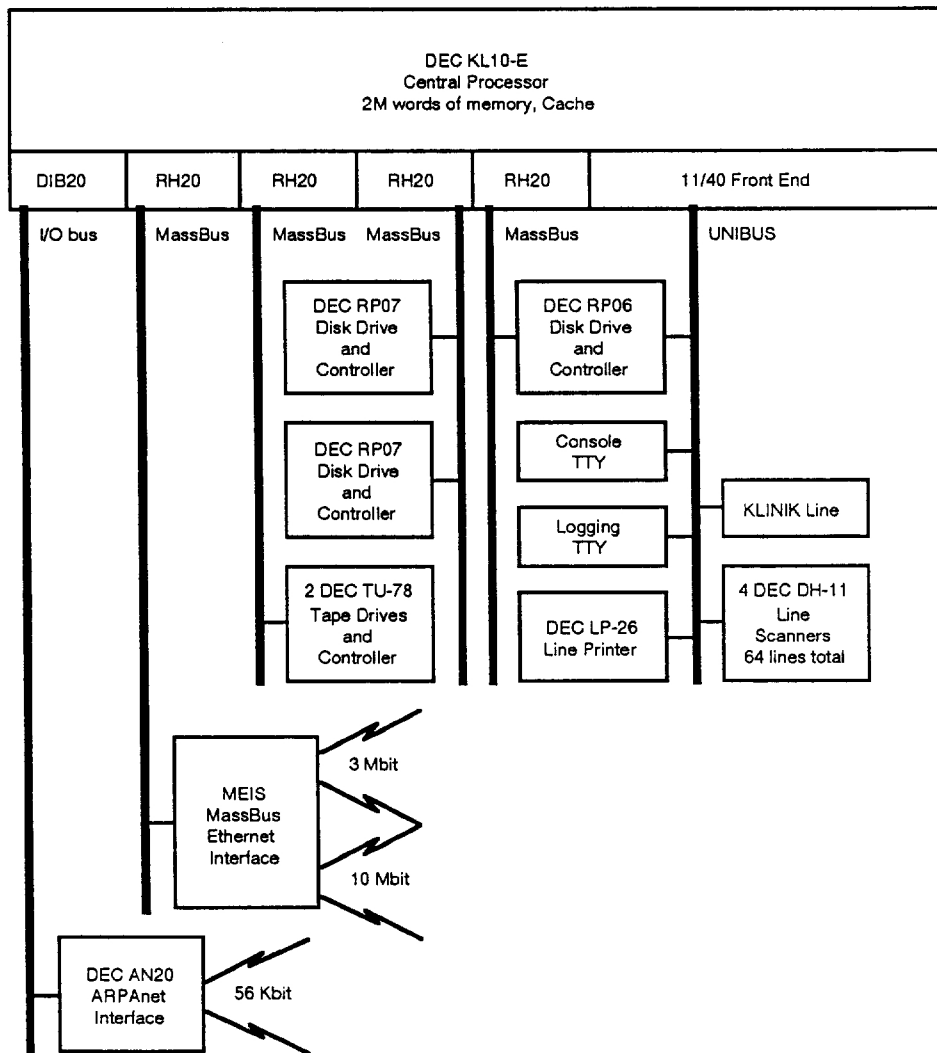 DEC KL10-E
Central Processor
2M words of memory, Cache
DIB20
RH20
RH20
RH20
RH20
11/40 Front End
I/O bus
MassBus
MassBus
MassBus
MassBus
UNIBUS
DEC RP07
Disk Drive
and
Controller
DEC RP06
Disk Drive
and
Controller
DEC RP07
Disk Drive
and
Controller
Console
TTY
Logging
TTY
KLINIK Line
2 DEC TU-78
Tape Drives
and
Controller
DEC LP-26
Line Printer
4 DEC DH-11
Line
Scanners
64 lines total
MEIS
MassBus
Ethernet
Interface
3 Mbit
10 Mbit
DEC AN20
ARPAnet
Interface
56 Kbit